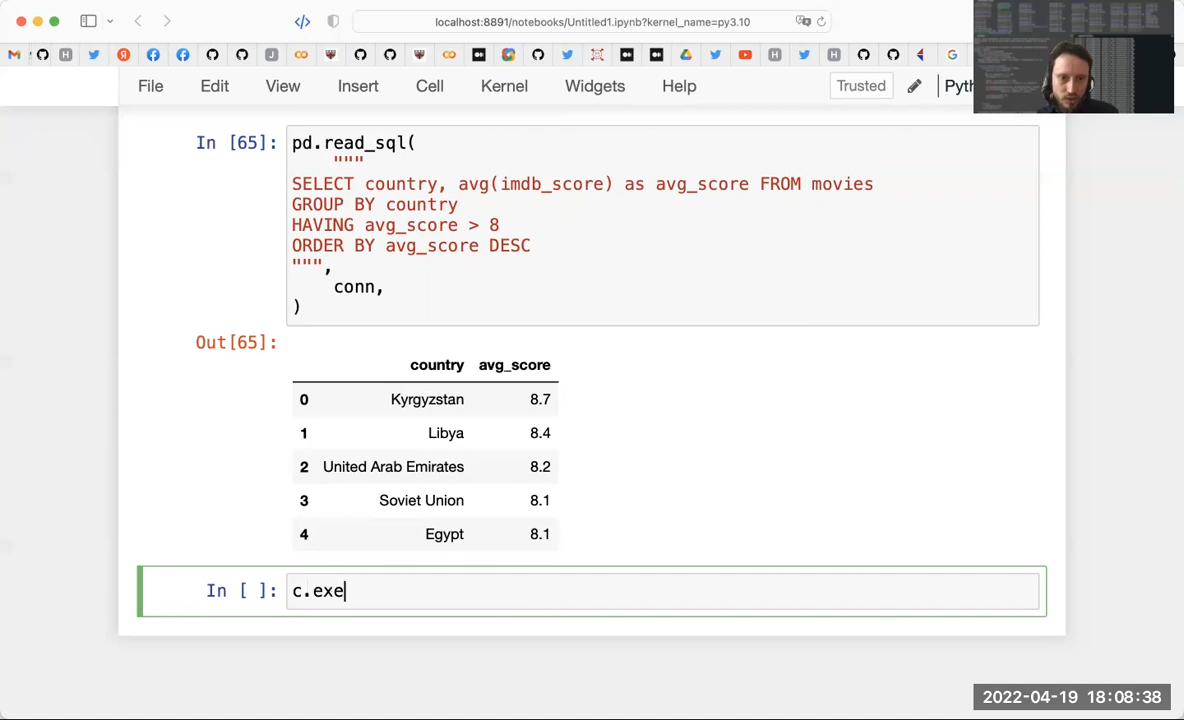 localhost:8891/notebooks/Untitled1.ipynb?kernel_name=py3.10
File Edit View Insert Cell Kernel Widgets Help Trusted
In [65]: pd.read_sql(
"""
SELECT country, avg(imdb_score) as avg_score FROM movies
GROUP BY country
HAVING avg_score > 8
ORDER BY avg_score DESC
""",
conn,
)
Out[65]:
country avg_score
0 Kyrgyzstan 8.7
1 Libya 8.4
2 United Arab Emirates 8.2
3 Soviet Union 8.1
4 Egypt 8.1
In [ ]: c.exe
2022-04-19 18:08:38